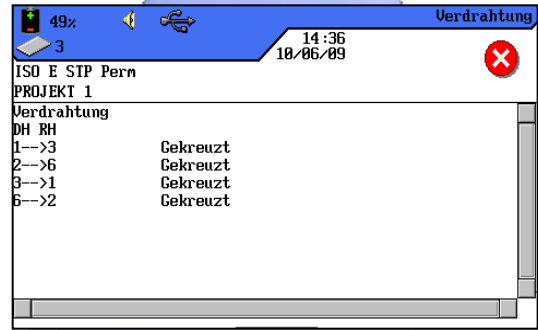 49%
Verdrahtung
3
14:36
10/06/09
ISO E STP Perm
PROJEKT 1
Verdrahtung
DH RH
1-->3 Gekreuzt
2-->6 Gekreuzt
3-->1 Gekreuzt
6-->2 Gekreuzt